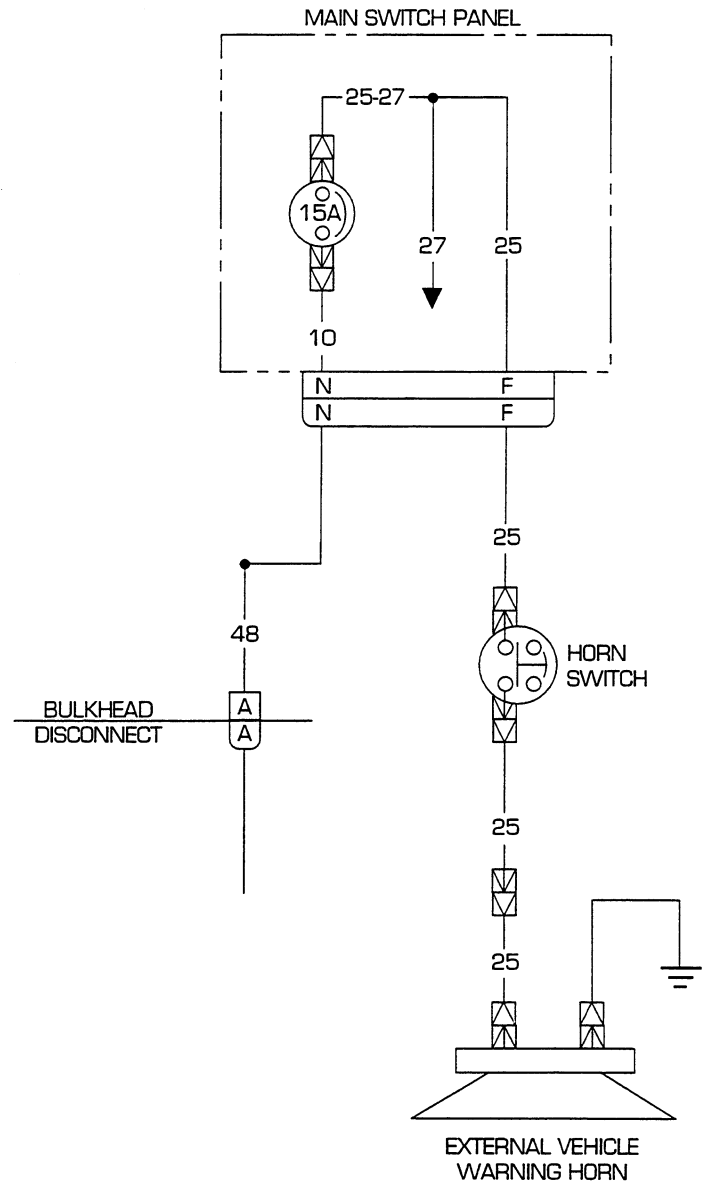 MAIN SWITCH PANEL
25-27
15A
27
25
10
N
F
N
F
25
48
HORN
SWITCH
BULKHEAD
A
DISCONNECT
A
25
25
EXTERNAL VEHICLE
WARNING HORN